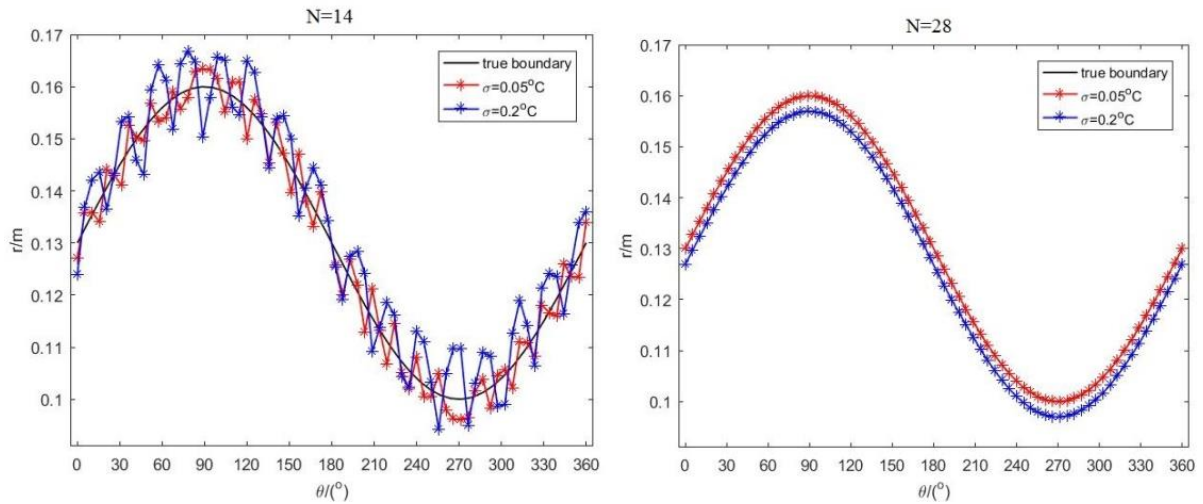 N=14
0.17
0.16
0.15
0.14
0.13
0.12
0.11
0.1
r/m
true boundary
σ=0.05°C
σ=0.2°C
0 30 60 90 120 150 180 210 240 270 300 330 360
θ/(°)
N=28
0.17
0.16
0.15
0.14
0.13
0.12
0.11
0.1
r/m
true boundary
σ=0.05°C
σ=0.2°C
0 30 60 90 120 150 180 210 240 270 300 330 360
θ/(°)